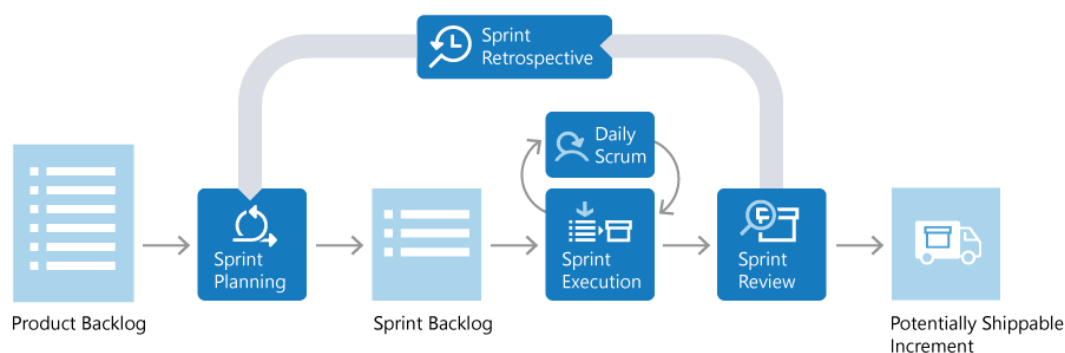 Sprint
Retrospective
Daily
Scrum
Sprint
Planning
Sprint
Execution
Sprint
Review
Product Backlog
Sprint Backlog
Potentially Shippable
Increment